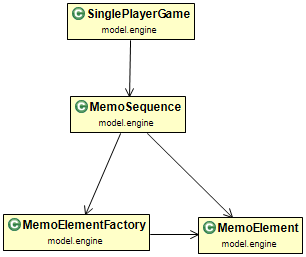 C SinglePlayerGame
model.engine
C MemoSequence
model.engine
C MemoElementFactory
model.engine
C MemoElement
model.engine